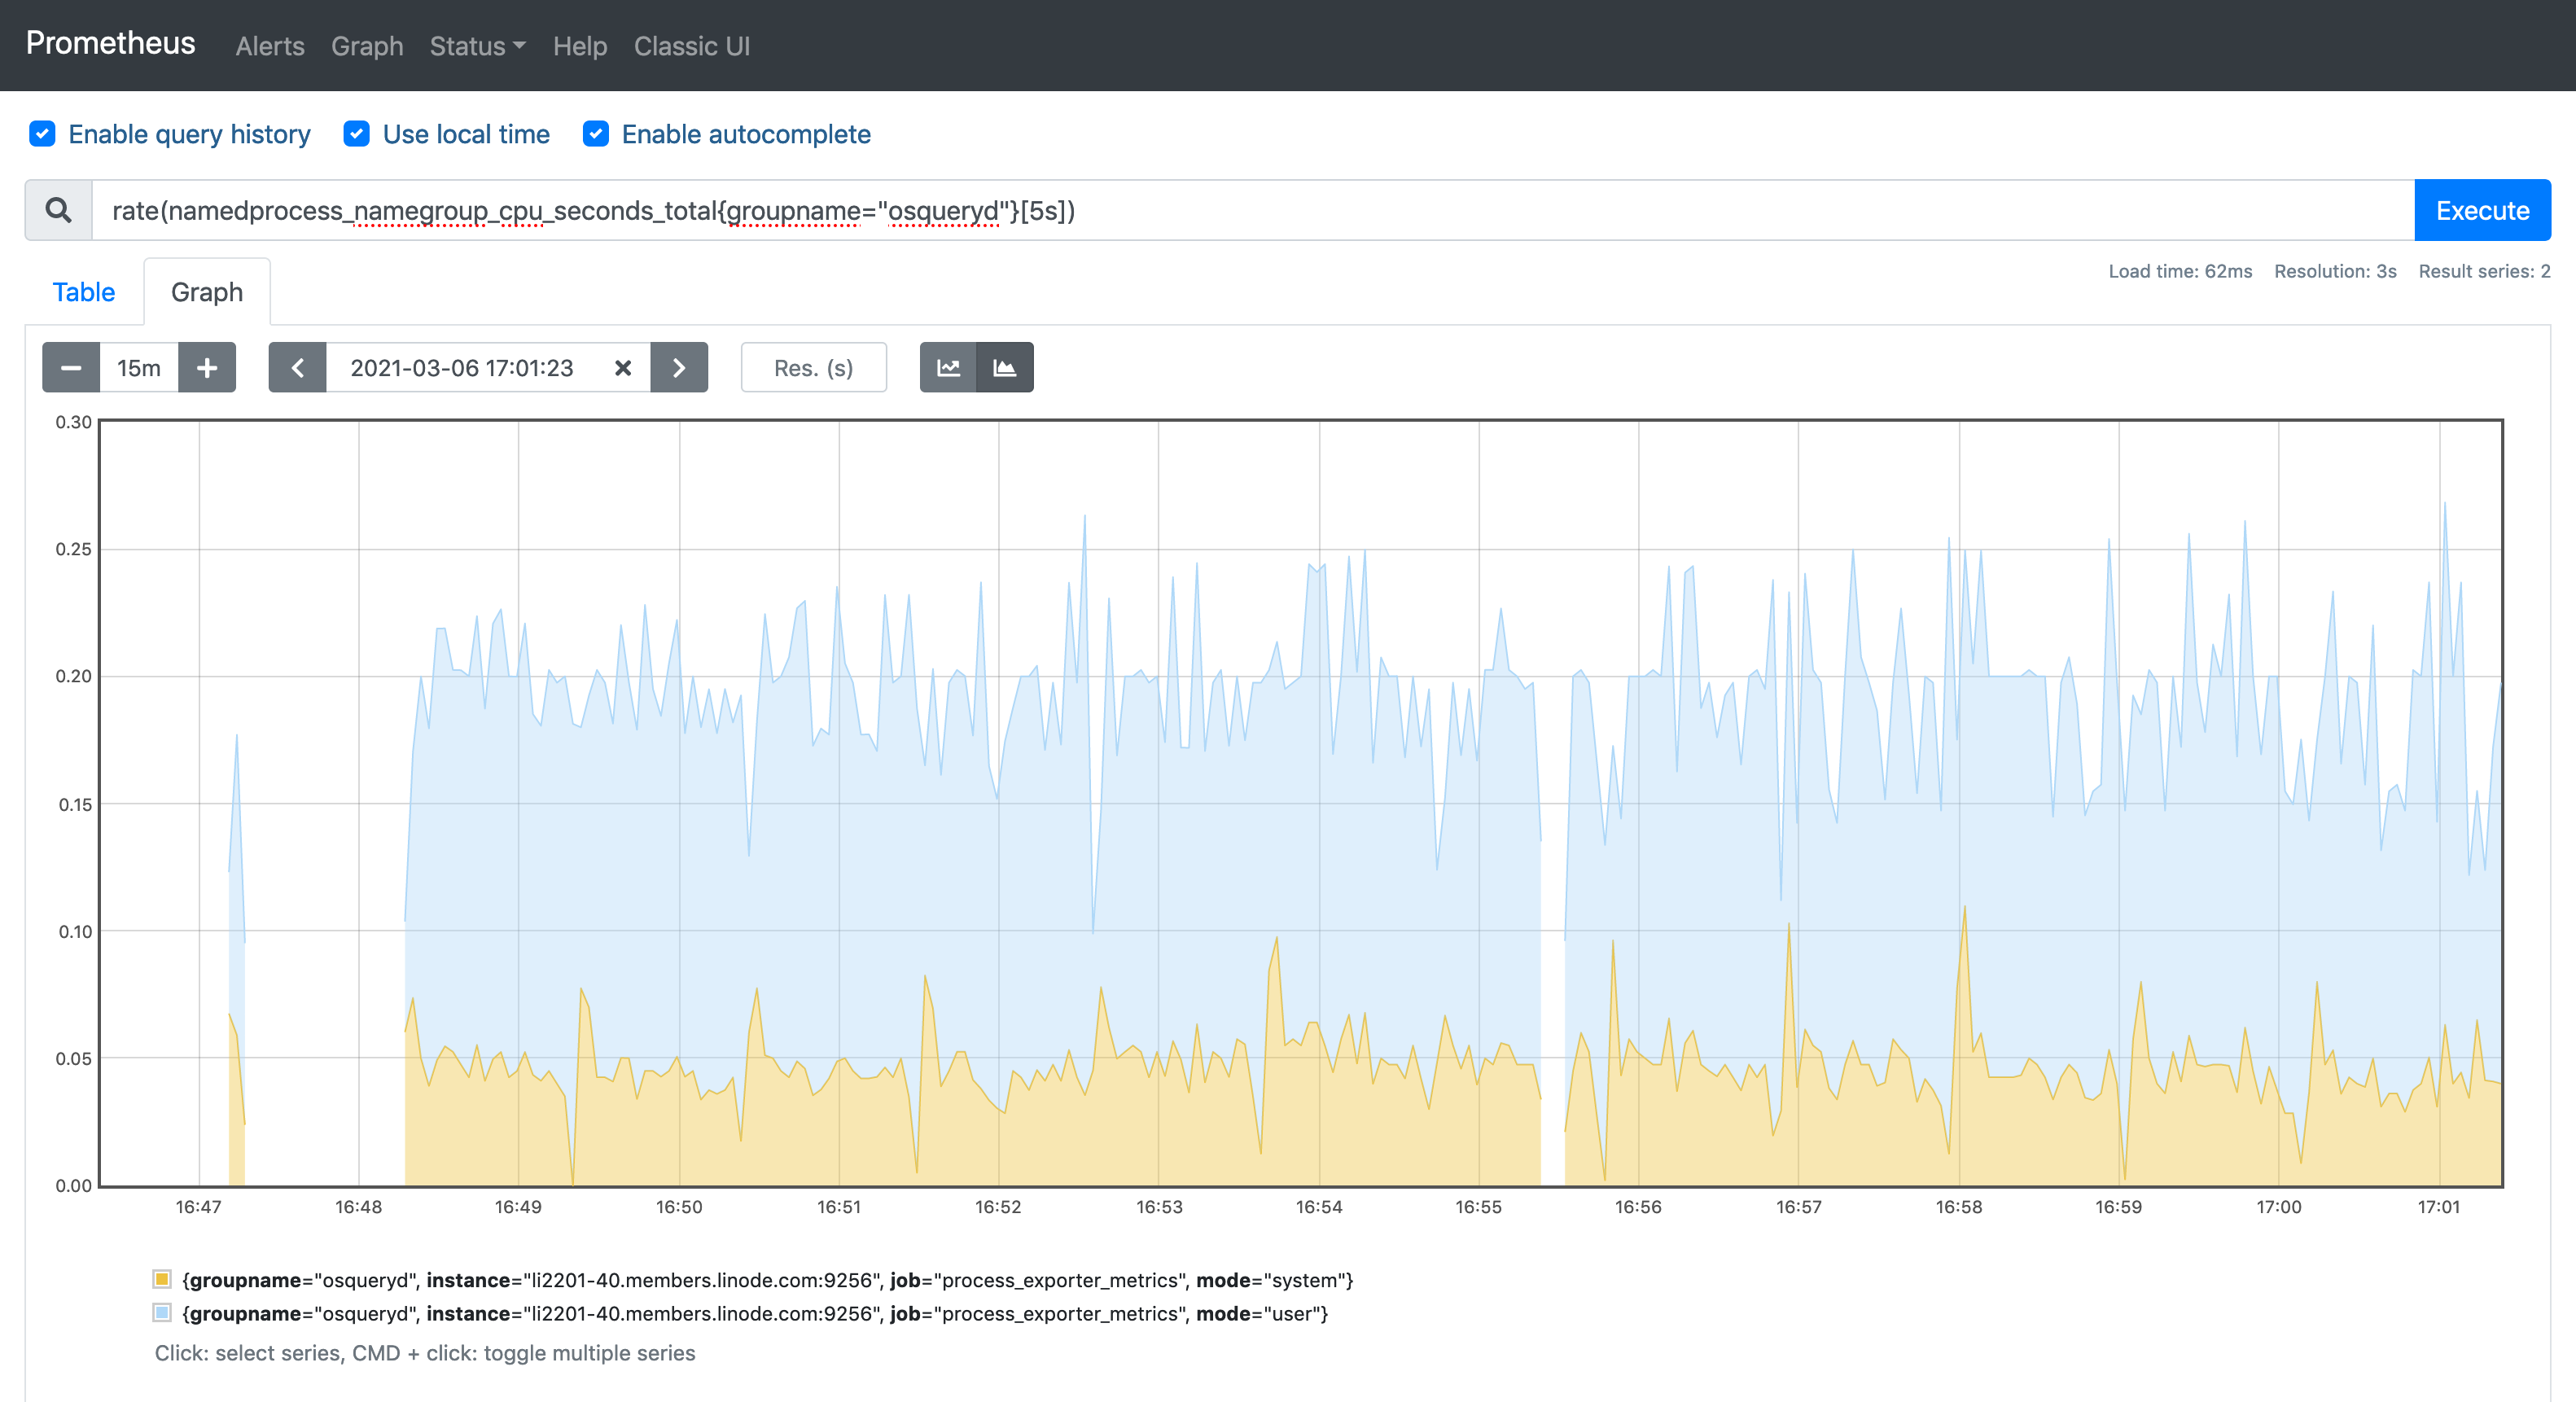 Prometheus Alerts Graph Status Help Classic UI
Enable query history Use local time Enable autocomplete
rate(namedprocess_namegroup_cpu_seconds_total{groupname="osqueryd"}[5s]) Execute
Load time: 62ms Resolution: 3s Result series: 2
Table Graph
15m 2021-03-06 17:01:23 Res. (s)
0.30
0.25
0.20
0.15
0.10
0.05
0.00
16:47 16:48 16:49 16:50 16:51 16:52 16:53 16:54 16:55 16:56 16:57 16:58 16:59 17:00 17:01
{groupname="osqueryd", instance="li2201-40.members.linode.com:9256", job="process_exporter_metrics", mode="system"}
{groupname="osqueryd", instance="li2201-40.members.linode.com:9256", job="process_exporter_metrics", mode="user"}
Click: select series, CMD + click: toggle multiple series